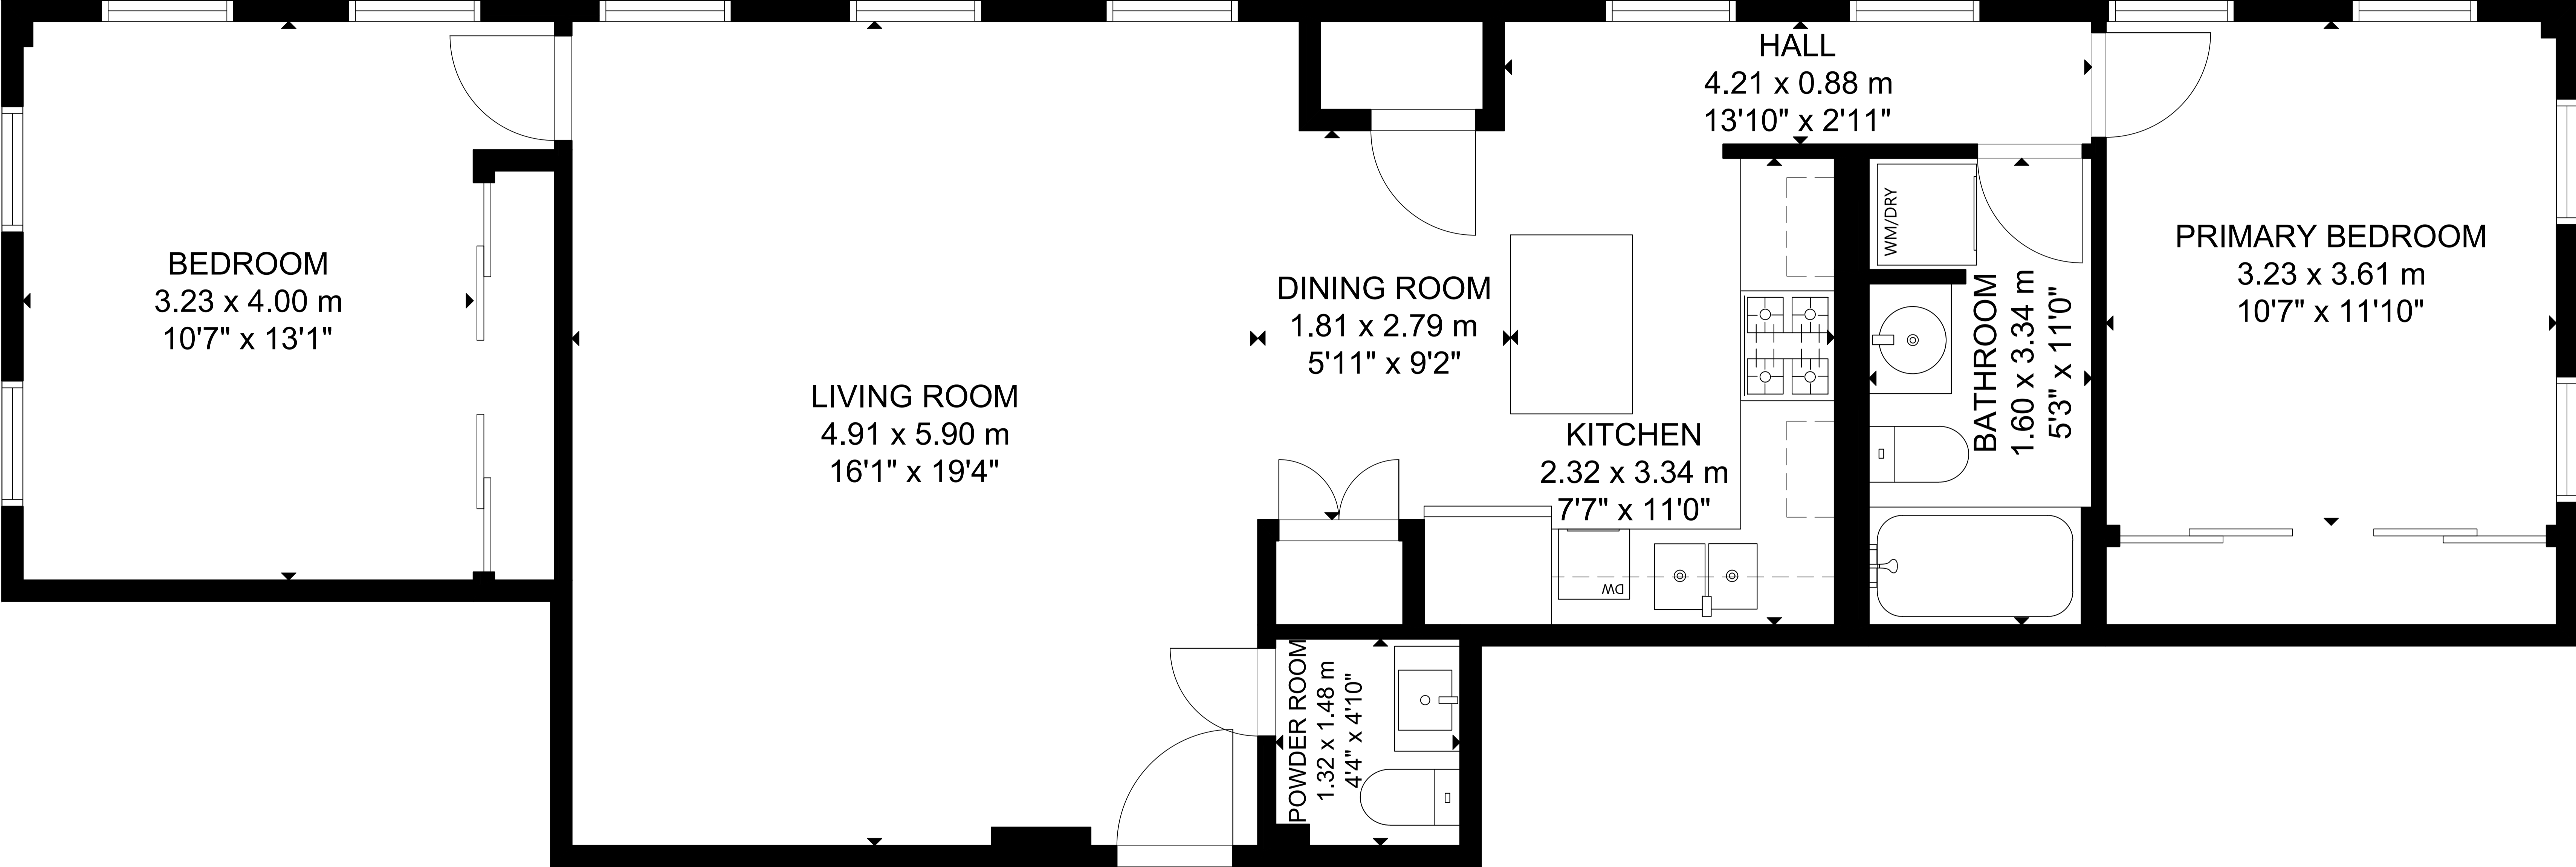 BEDROOM
3.23 x 4.00 m
10'7" x 13'1"
LIVING ROOM
4.91 x 5.90 m
16'1" x 19'4"
DINING ROOM
1.81 x 2.79 m
5'11" x 9'2"
HALL
4.21 x 0.88 m
13'10" x 2'11"
KITCHEN
2.32 x 3.34 m
7'7" x 11'0"
DW
POWDER ROOM
1.32 x 1.48 m
4'4" x 4'10"
WM/DRY
BATHROOM
1.60 x 3.34 m
5'3" x 11'0"
PRIMARY BEDROOM
3.23 x 3.61 m
10'7" x 11'10"